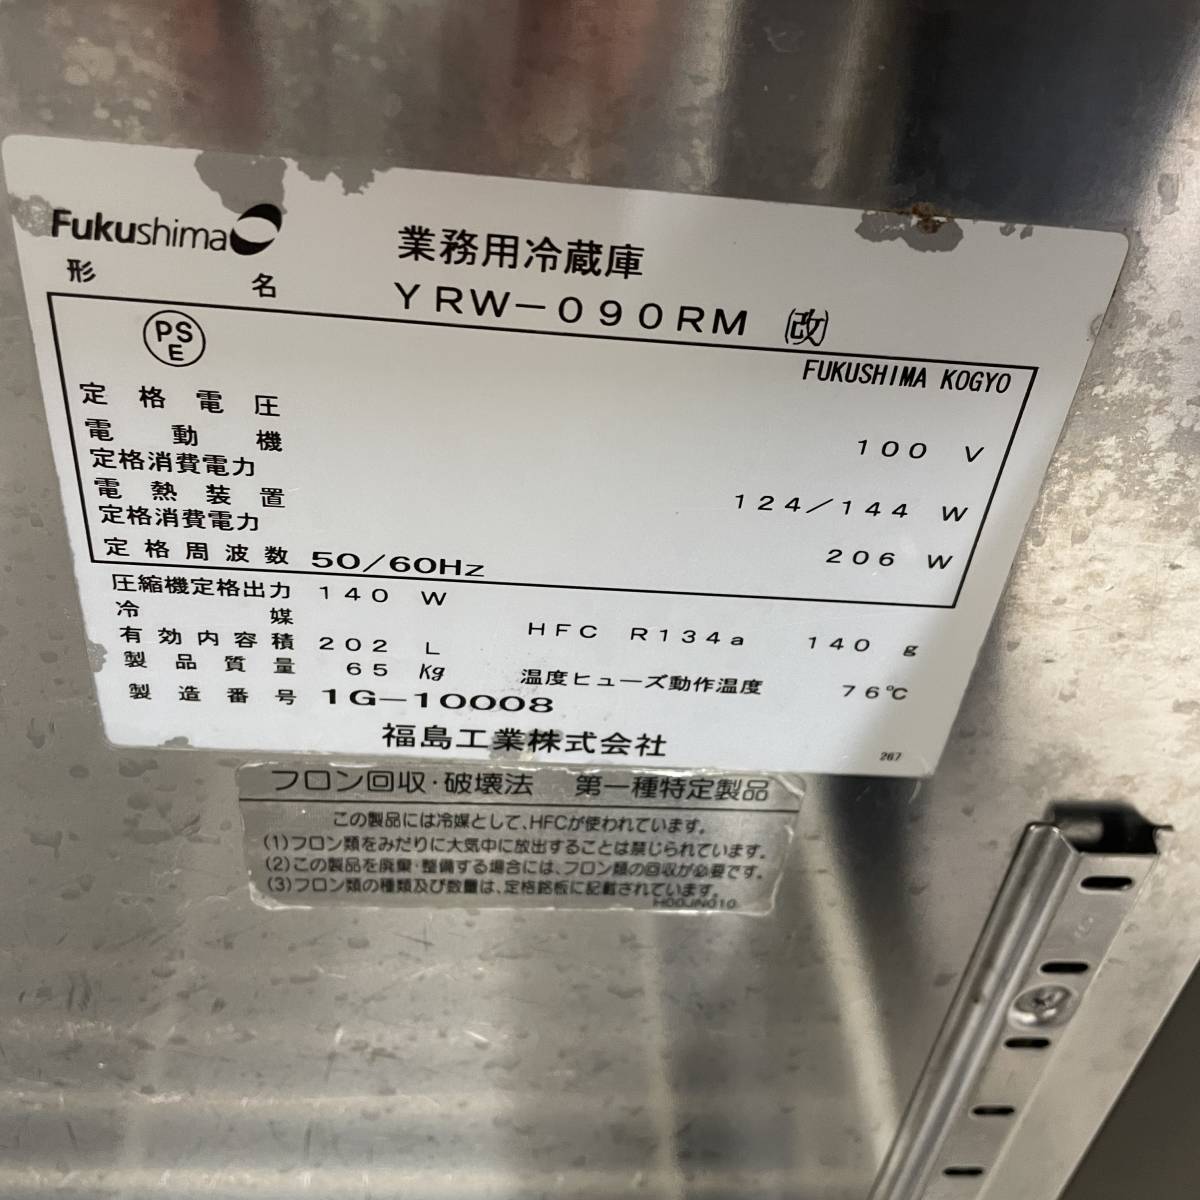 Fukushima 業務用冷蔵庫
形名 YRW-090RM (改)
PSE FUKUSHIMA KOGYO
定格電圧 100 V
電動機
定格消費電力 124/144 W
電熱装置
定格消費電力 206 W
定格周波数 50/60Hz
圧縮機定格出力 140 W
冷媒 HFC R134a 140 g
有効内容積 202 L
製品質量 65 Kg 温度ヒューズ動作温度 76℃
製造番号 1G-10008
福島工業株式会社
267
フロン回収・破壊法 第一種特定製品
この製品には冷媒として、HFCが使われています。
(1)フロン類をみだりに大気中に放出することは禁じられています。
(2)この製品を廃棄・整備する場合には、フロン類の回収が必要です。
(3)フロン類の種類及び数量は、定格銘板に記載されています。
H00JN010